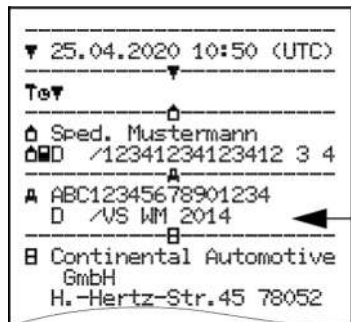 25.04.2020 10:50 (UTC)
T
Sped. Mustermann
D /12341234123412 3 4
ABC12345678901234
D /VS WM 2014
Continental Automotive
GmbH
H.-Hertz-Str.45 78052